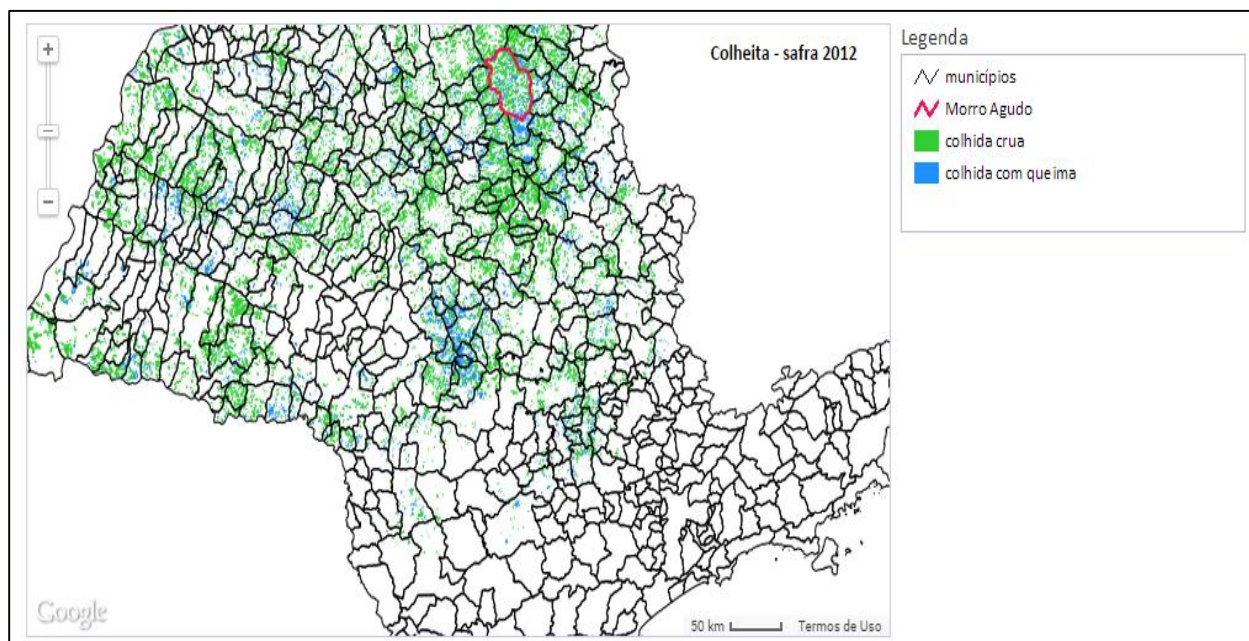 Colheita - safra 2012
Legenda
municípios
Morro Agudo
colhida crua
colhida com queima
Google
50 km
Termos de Uso